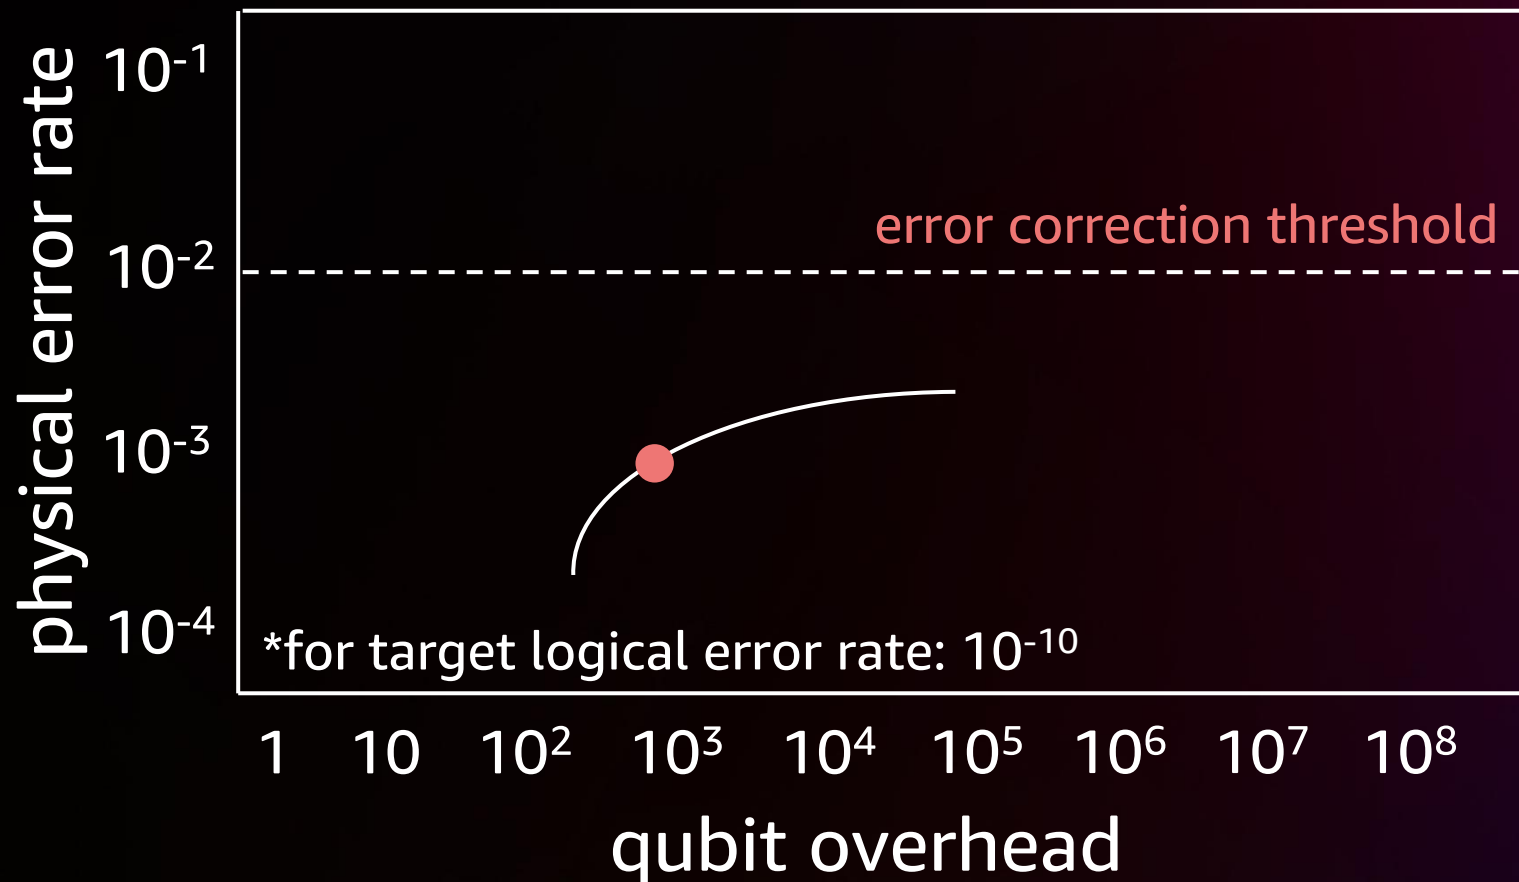 physical error rate
10⁻¹
10⁻²
10⁻³
10⁻⁴
error correction threshold
*for target logical error rate: 10⁻¹⁰
1 10 10² 10³ 10⁴ 10⁵ 10⁶ 10⁷ 10⁸
qubit overhead